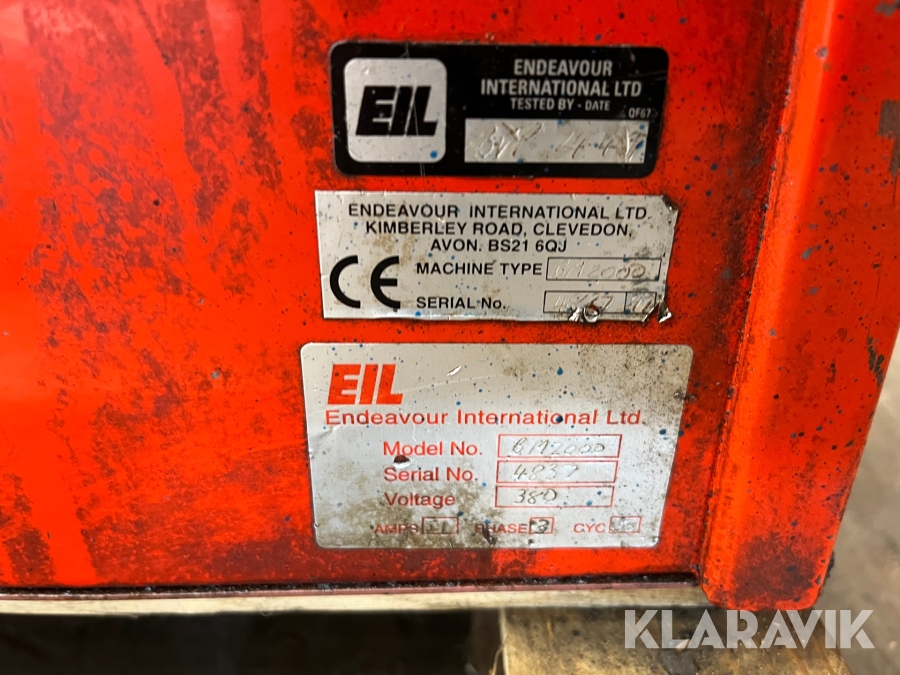 EIL
ENDEAVOUR
INTERNATIONAL LTD
TESTED BY - DATE
QF67
ENDEAVOUR INTERNATIONAL LTD.
KIMBERLEY ROAD, CLEVEDON,
AVON. BS21 6QJ
MACHINE TYPE BM2000
CE SERIAL No.
EIL
Endeavour International Ltd.
Model No. BM2000
Serial No. 4837
Voltage 380
AMPS PHASE 3 CYC
KLARAVIK